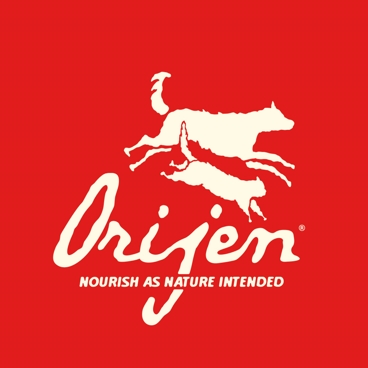 Orijen®
NOURISH AS NATURE INTENDED